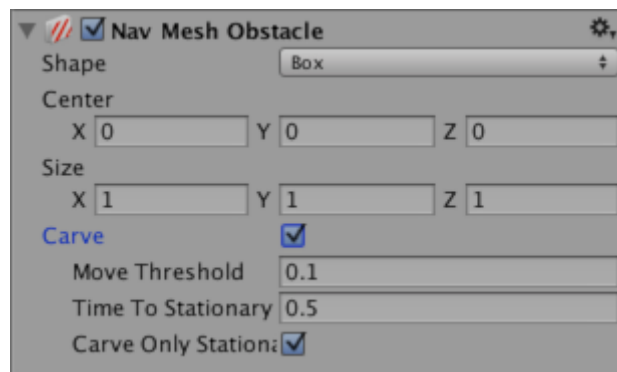 Nav Mesh Obstacle
Shape Box
Center
X 0 Y 0 Z 0
Size
X 1 Y 1 Z 1
Carve
Move Threshold 0.1
Time To Stationary 0.5
Carve Only Stationa